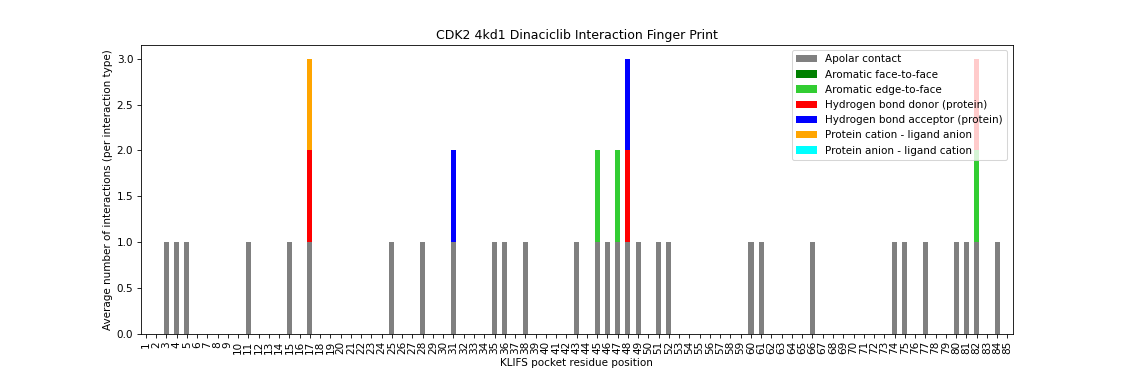 CDK2 4kd1 Dinaciclib Interaction Finger Print
Average number of interactions (per interaction type)
3.0
2.5
2.0
1.5
1.0
0.5
0.0
Apolar contact
Aromatic face-to-face
Aromatic edge-to-face
Hydrogen bond donor (protein)
Hydrogen bond acceptor (protein)
Protein cation - ligand anion
Protein anion - ligand cation
1 2 3 4 5 6 7 8 9 10 11 12 13 14 15 16 17 18 19 20 21 22 23 24 25 26 27 28 29 30 31 32 33 34 35 36 37 38 39 40 41 42 43 44 45 46 47 48 49 50 51 52 53 54 55 56 57 58 59 60 61 62 63 64 65 66 67 68 69 70 71 72 73 74 75 76 77 78 79 80 81 82 83 84 85
KLIFS pocket residue position